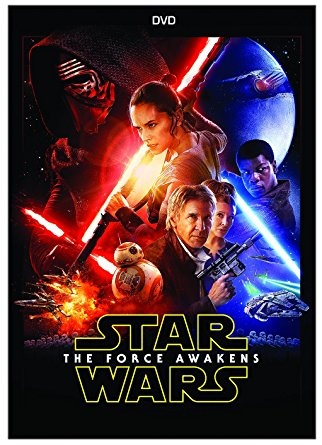 DVD
STAR
THE FORCE AWAKENS
WARS